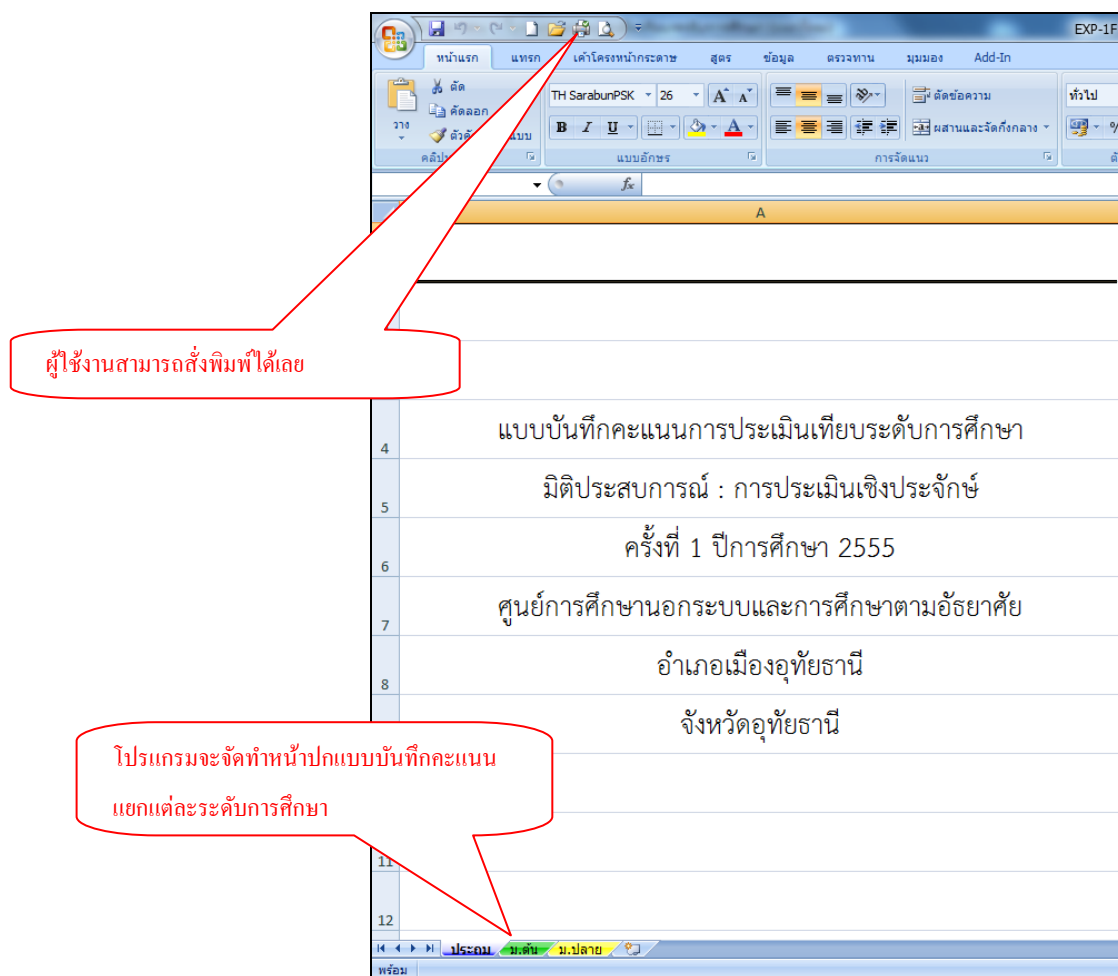 EXP-1F
หน้าแรก แทรก เค้าโครงหน้ากระดาษ สูตร ข้อมูล ตรวจทาน มุมมอง Add-In
ตัด
TH SarabunPSK 26 A A ตัดข้อความ ทั่วไป
คัดลอก
วาง
B I U A ผสานและจัดกึ่งกลาง
แบบอักษร การจัดแนว
fx
A
ผู้ใช้งานสามารถสั่งพิมพ์ได้เลย
4 แบบบันทึกคะแนนการประเมินเทียบระดับการศึกษา
5 มิติประสบการณ์ : การประเมินเชิงประจักษ์
6 ครั้งที่ 1 ปีการศึกษา 2555
7 ศูนย์การศึกษานอกระบบและการศึกษาตามอัธยาศัย
8 อำเภอเมืองอุทัยธานี
จังหวัดอุทัยธานี
โปรแกรมจะจัดทำหน้าปกแบบบันทึกคะแนน
แยกแต่ละระดับการศึกษา
11
12
ประถม ม.ต้น ม.ปลาย
พร้อม